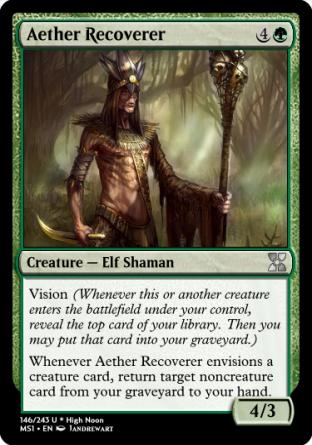 Aether Recoverer 4
Creature — Elf Shaman
Vision (Whenever this or another creature
enters the battlefield under your control,
reveal the top card of your library. Then you
may put that card into your graveyard.)
Whenever Aether Recoverer envisions a
creature card, return target noncreature
card from your graveyard to your hand.
4/3
146/243 U * High Noon
MS1 • EN 1ANDREWART